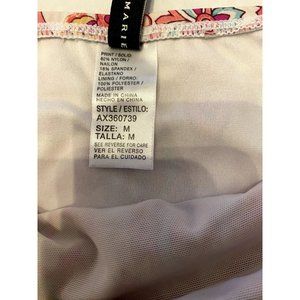 MARIE
PRINT / SOLID:
82% NYLON /
NAILON
18% SPANDEX /
ELASTANO
LINING / FORRO:
100% POLYESTER /
POLIESTER
MADE IN CHINA
HECHO EN CHINA
STYLE / ESTILO:
AX360739
SIZE: M
TALLA: M
SEE REVERSE FOR CARE
VER EL REVERSO
PARA EL CUIDADO